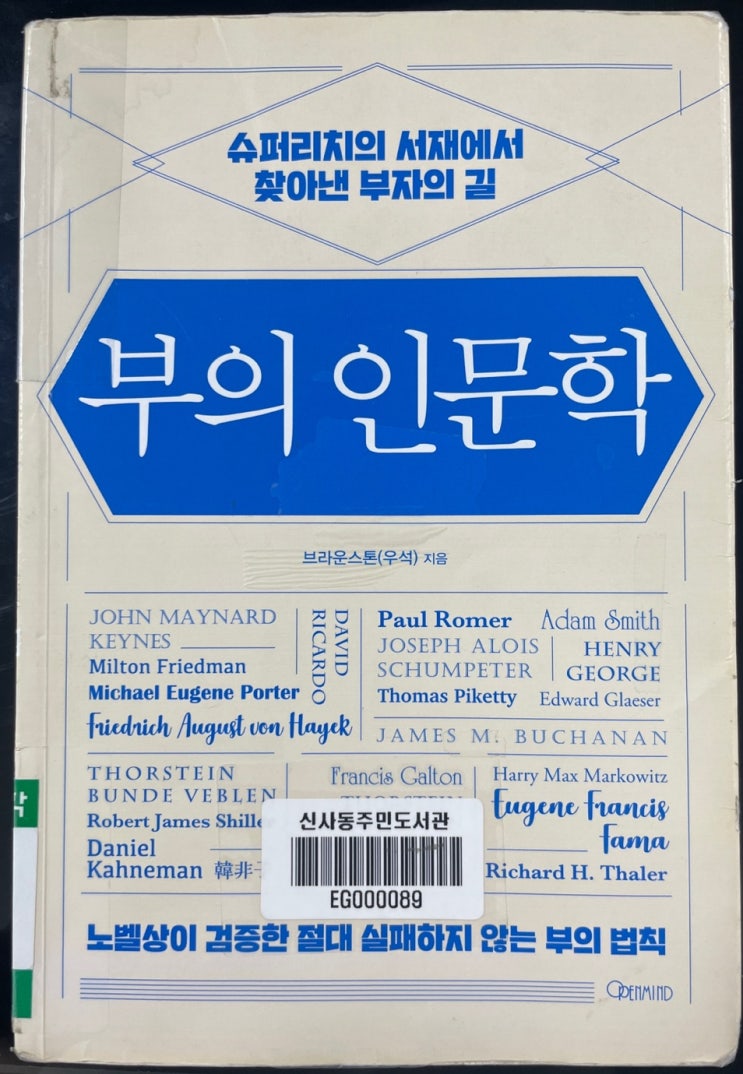 슈퍼리치의 서재에서
찾아낸 부자의 길
부의 인문학
브라운스톤(우석) 지음
JOHN MAYNARD
KEYNES
Milton Friedman
Michael Eugene Porter
Friedrich August von Hayek
DAVID
RICARDO
Paul Romer
Adam Smith
JOSEPH ALOIS
SCHUMPETER
HENRY
GEORGE
Thomas Piketty
Edward Glaeser
JAMES M. BUCHANAN
THORSTEIN
BUNDE VEBLEN
Robert James Shille
Daniel
Kahneman 韓非
Francis Galton
THORSTEIN
Harry Max Markowitz
Eugene Francis
Fama
Richard H. Thaler
신사동주민도서관
EG000089
노벨상이 검증한 절대 실패하지 않는 부의 법칙
OPENMIND